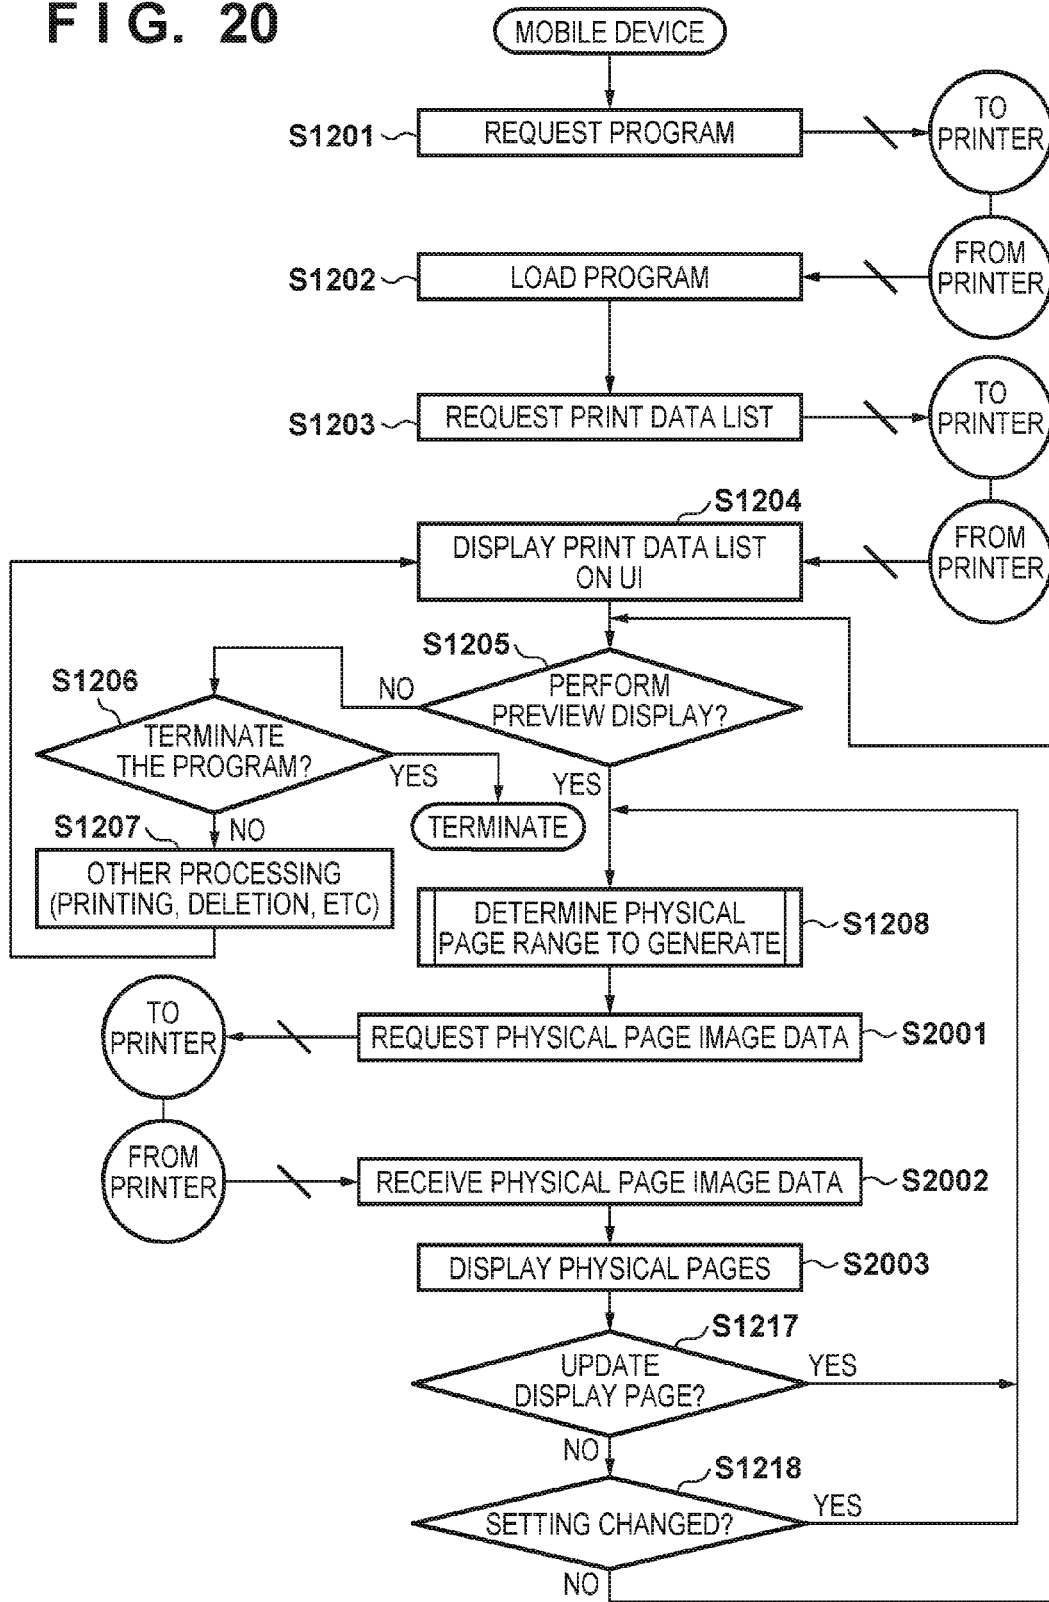 FIG. 20
MOBILE DEVICE
S1201
REQUEST PROGRAM
TO
PRINTER
S1202
LOAD PROGRAM
FROM
PRINTER
S1203
REQUEST PRINT DATA LIST
TO
PRINTER
S1204
DISPLAY PRINT DATA LIST
ON UI
FROM
PRINTER
S1205
PERFORM
PREVIEW DISPLAY?
NO
YES
S1206
TERMINATE
THE PROGRAM?
YES
TERMINATE
NO
S1207
OTHER PROCESSING
(PRINTING, DELETION, ETC)
DETERMINE PHYSICAL
PAGE RANGE TO GENERATE
S1208
TO
PRINTER
REQUEST PHYSICAL PAGE IMAGE DATA
S2001
FROM
PRINTER
RECEIVE PHYSICAL PAGE IMAGE DATA
S2002
DISPLAY PHYSICAL PAGES
S2003
S1217
UPDATE
DISPLAY PAGE?
YES
NO
S1218
SETTING CHANGED?
YES
NO